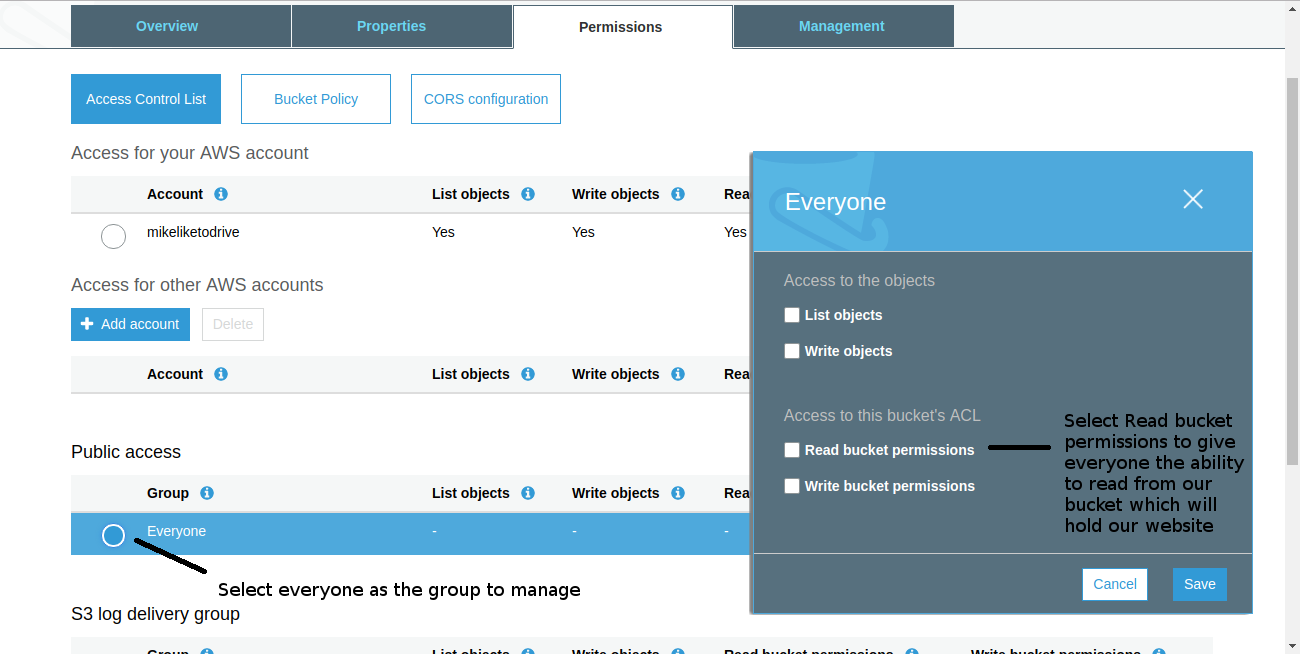 Overview Properties Permissions Management
Access Control List Bucket Policy CORS configuration
Access for your AWS account
Account List objects Write objects Rea
mikeliketodrive Yes Yes Yes
Access for other AWS accounts
Add account Delete
Account List objects Write objects Rea
Public access
Group List objects Write objects Rea
Everyone - - -
Select everyone as the group to manage
S3 log delivery group
Group List objects Write objects Read bucket permissions Write bucket permissions
Everyone
Access to the objects
List objects
Write objects
Access to this bucket's ACL
Read bucket permissions
Write bucket permissions
Select Read bucket
permissions to give
everyone the ability
to read from our
bucket which will
hold our website
Cancel Save